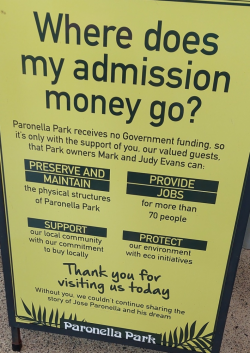 Where does
my admission
money go?
Paronella Park receives no Government funding, so
it's only with the support of you, our valued guests,
that Park owners Mark and Judy Evans can:
PRESERVE AND
MAINTAIN
the physical structures
of Paronella Park
PROVIDE
JOBS
for more than
70 people
SUPPORT
our local community
with our commitment
to buy locally
PROTECT
our environment
with eco initiatives
Thank you for
visiting us today
Without you, we couldn't continue sharing the
story of Jose Paronella and his dream
Paronella Park